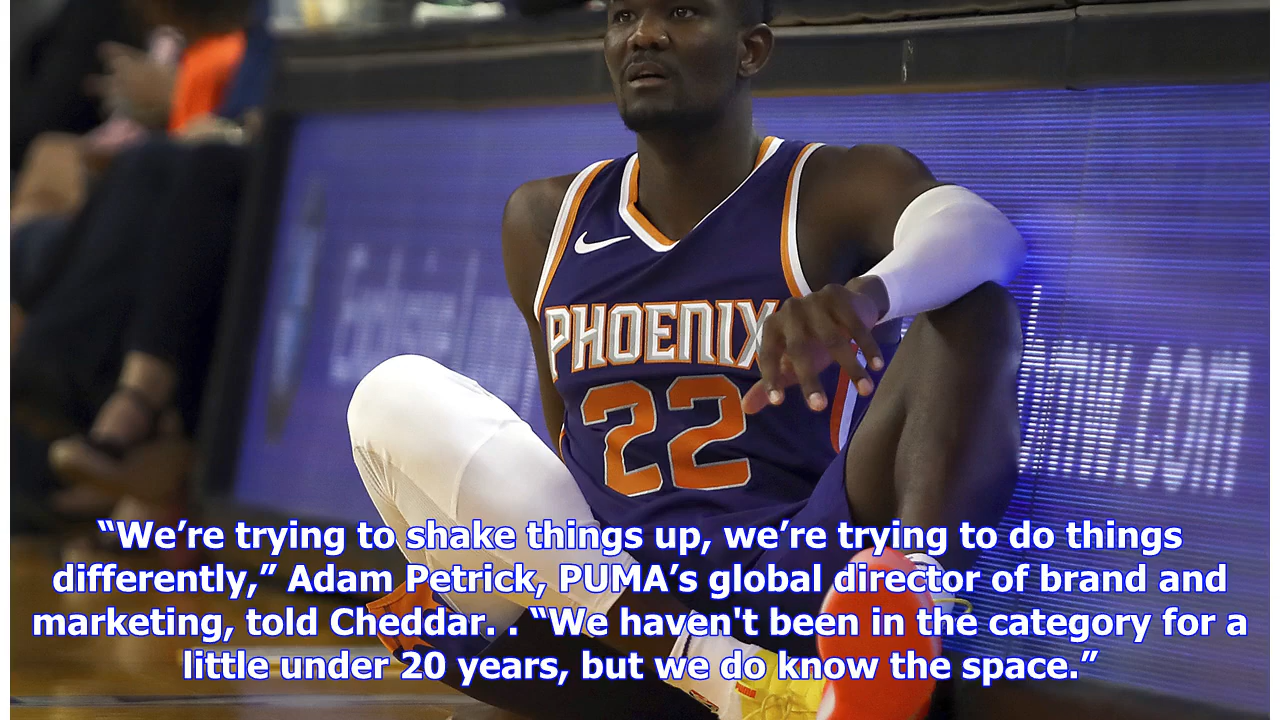 PHOENIX
22
bmw.com
“We’re trying to shake things up, we’re trying to do things
differently,” Adam Petrick, PUMA’s global director of brand and
marketing, told Cheddar. . “We haven't been in the category for a
little under 20 years, but we do know the space.”